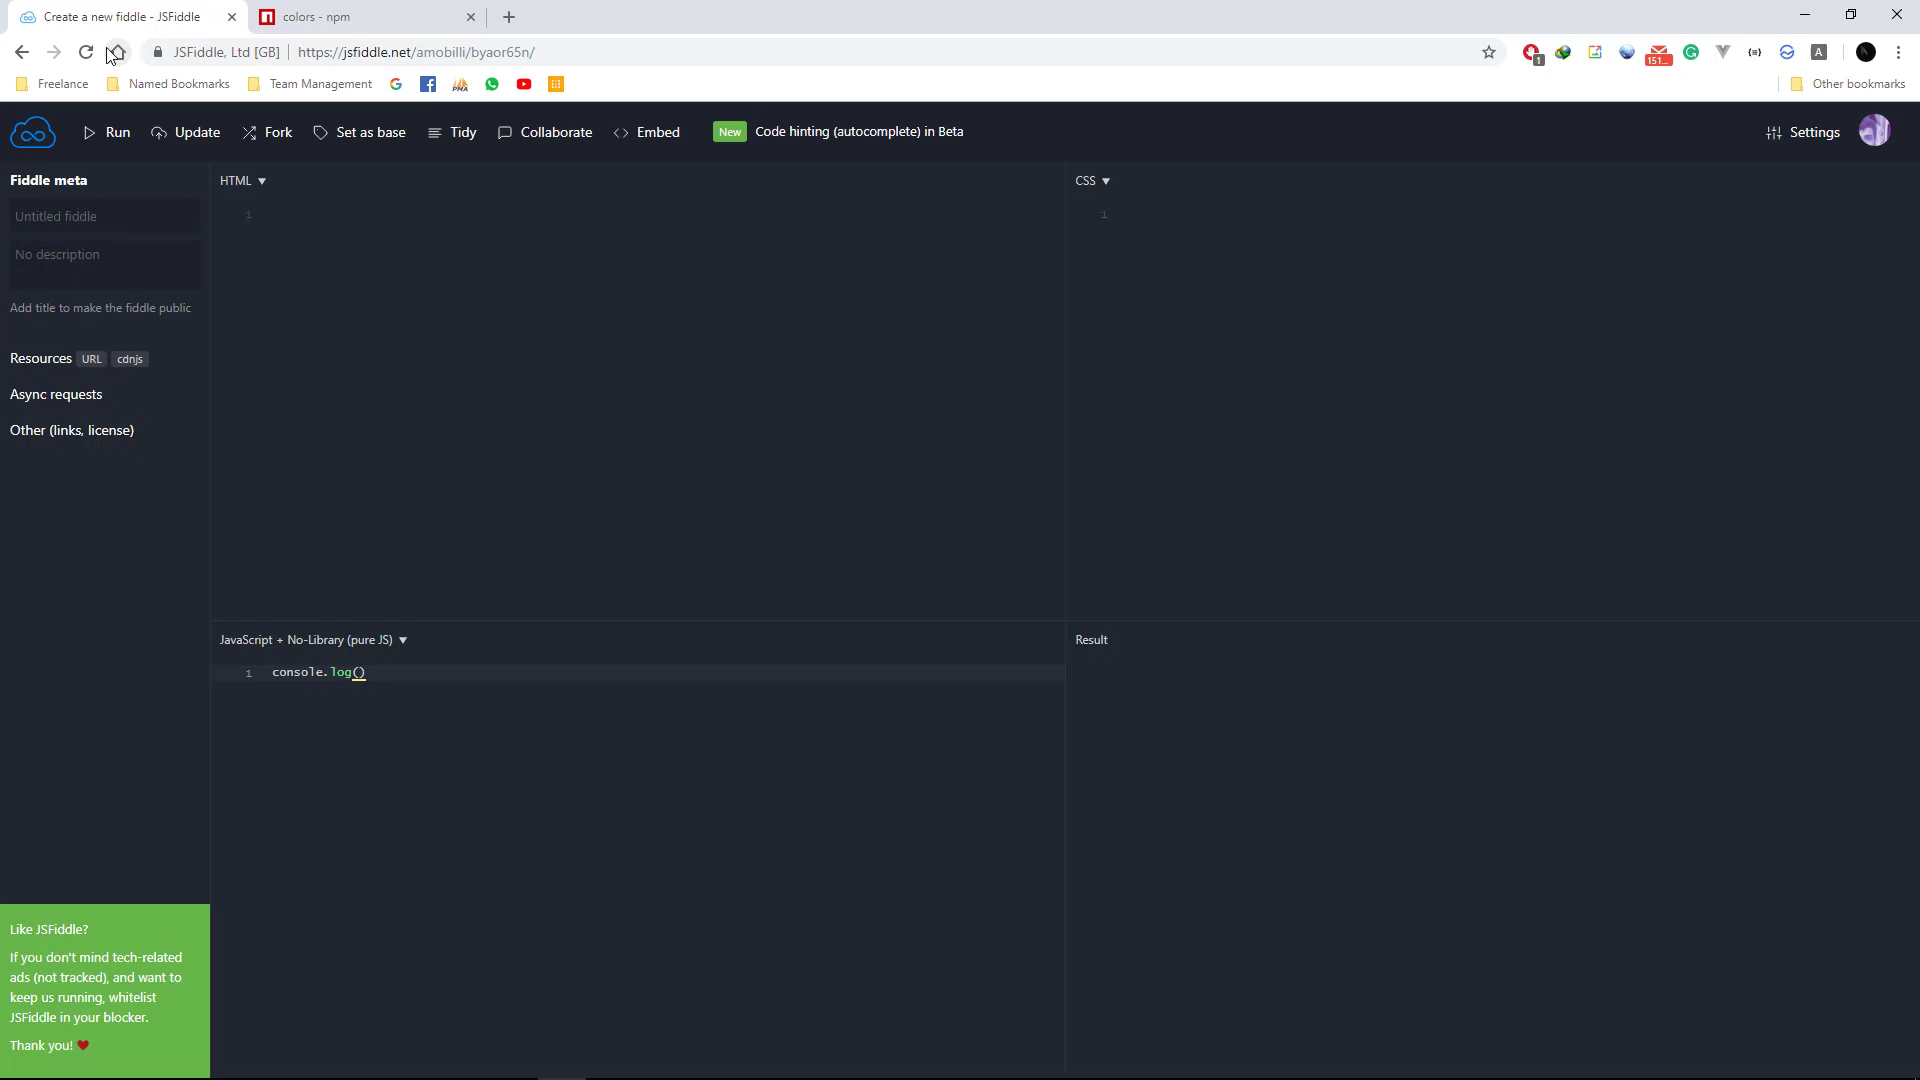 Create a new fiddle - JSFiddle
colors - npm
JSFiddle, Ltd [GB]
https://jsfiddle.net/amobilli/byaor65n/
1
151...
A
Freelance
Named Bookmarks
Team Management
PMA
Other bookmarks
Run
Update
Fork
Set as base
Tidy
Collaborate
Embed
New
Code hinting (autocomplete) in Beta
Settings
Fiddle meta
Untitled fiddle
No description
Add title to make the fiddle public
Resources URL cdnjs
Async requests
Other (links, license)
HTML
1
CSS
1
JavaScript + No-Library (pure JS)
1 console.log()
Result
Like JSFiddle?
If you don't mind tech-related
ads (not tracked), and want to
keep us running, whitelist
JSFiddle in your blocker.
Thank you!